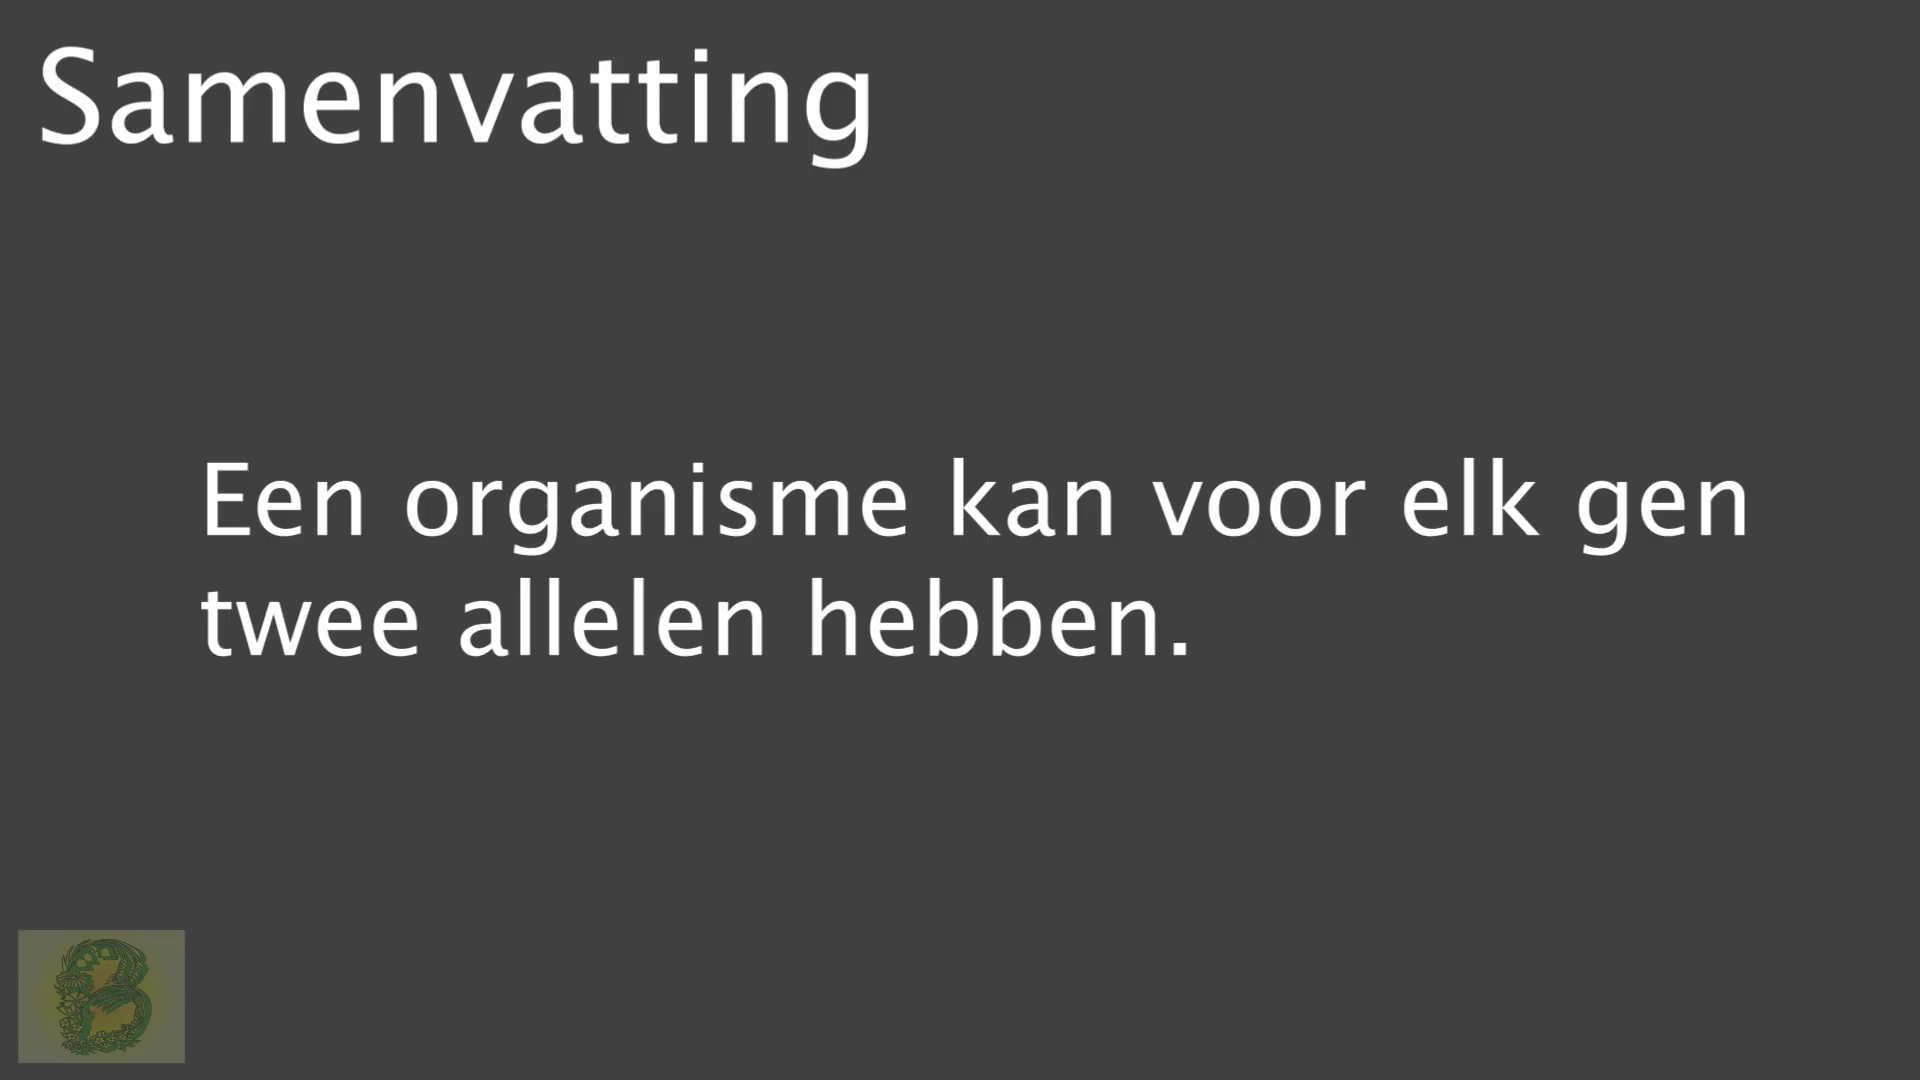 Samenvatting
Een organisme kan voor elk gen
twee allelen hebben.
B